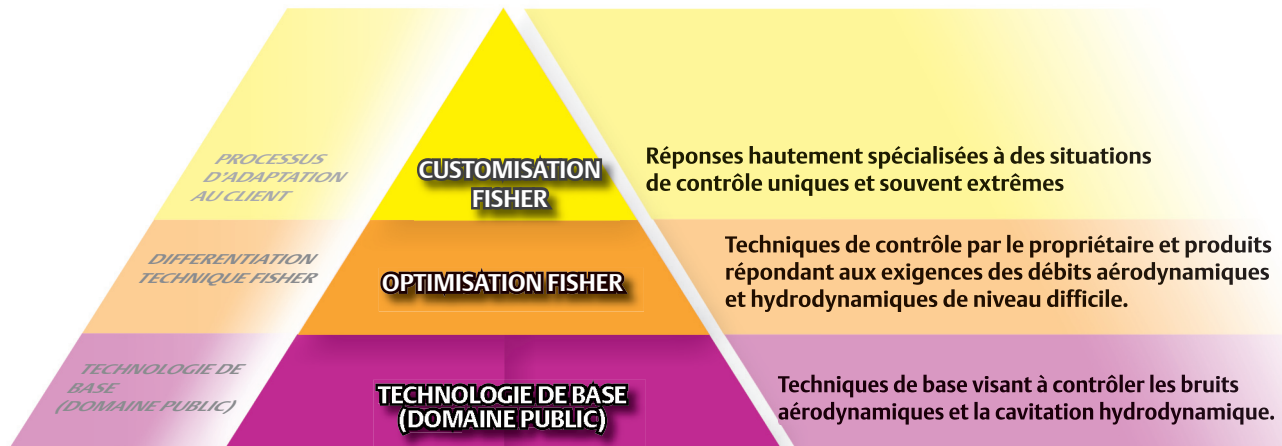 PROCESSUS
D'ADAPTATION
AU CLIENT
CUSTOMISATION
FISHER
Réponses hautement spécialisées à des situations
de contrôle uniques et souvent extrêmes
DIFFERENTIATION
TECHNIQUE FISHER
OPTIMISATION FISHER
Techniques de contrôle par le propriétaire et produits
répondant aux exigences des débits aérodynamiques
et hydrodynamiques de niveau difficile.
TECHNOLOGIE DE
BASE
(DOMAINE PUBLIC)
TECHNOLOGIE DE BASE
(DOMAINE PUBLIC)
Techniques de base visant à contrôler les bruits
aérodynamiques et la cavitation hydrodynamique.